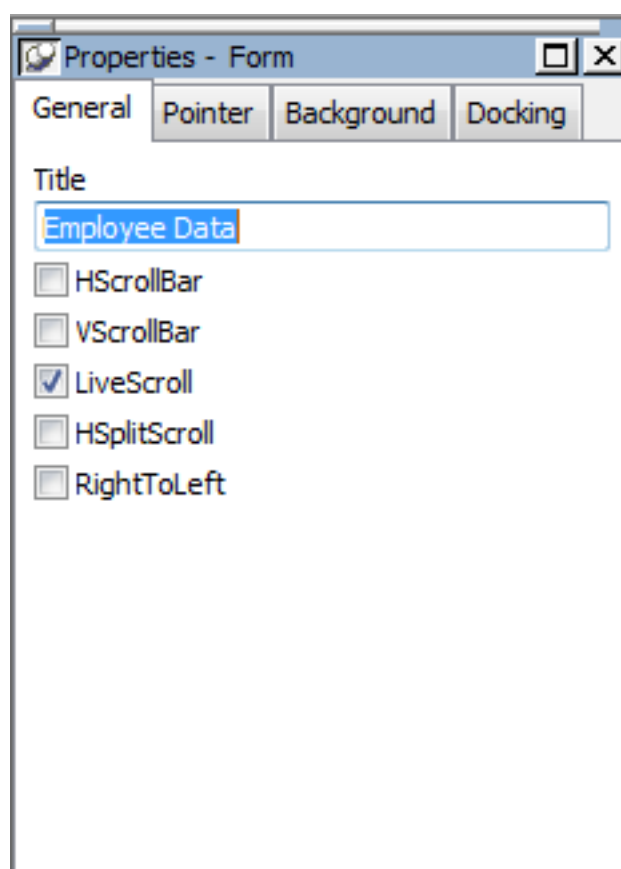 Properties - Form
General Pointer Background Docking
Title
Employee Data
HScrollBar
VScrollBar
LiveScroll
HSplitScroll
RightToLeft